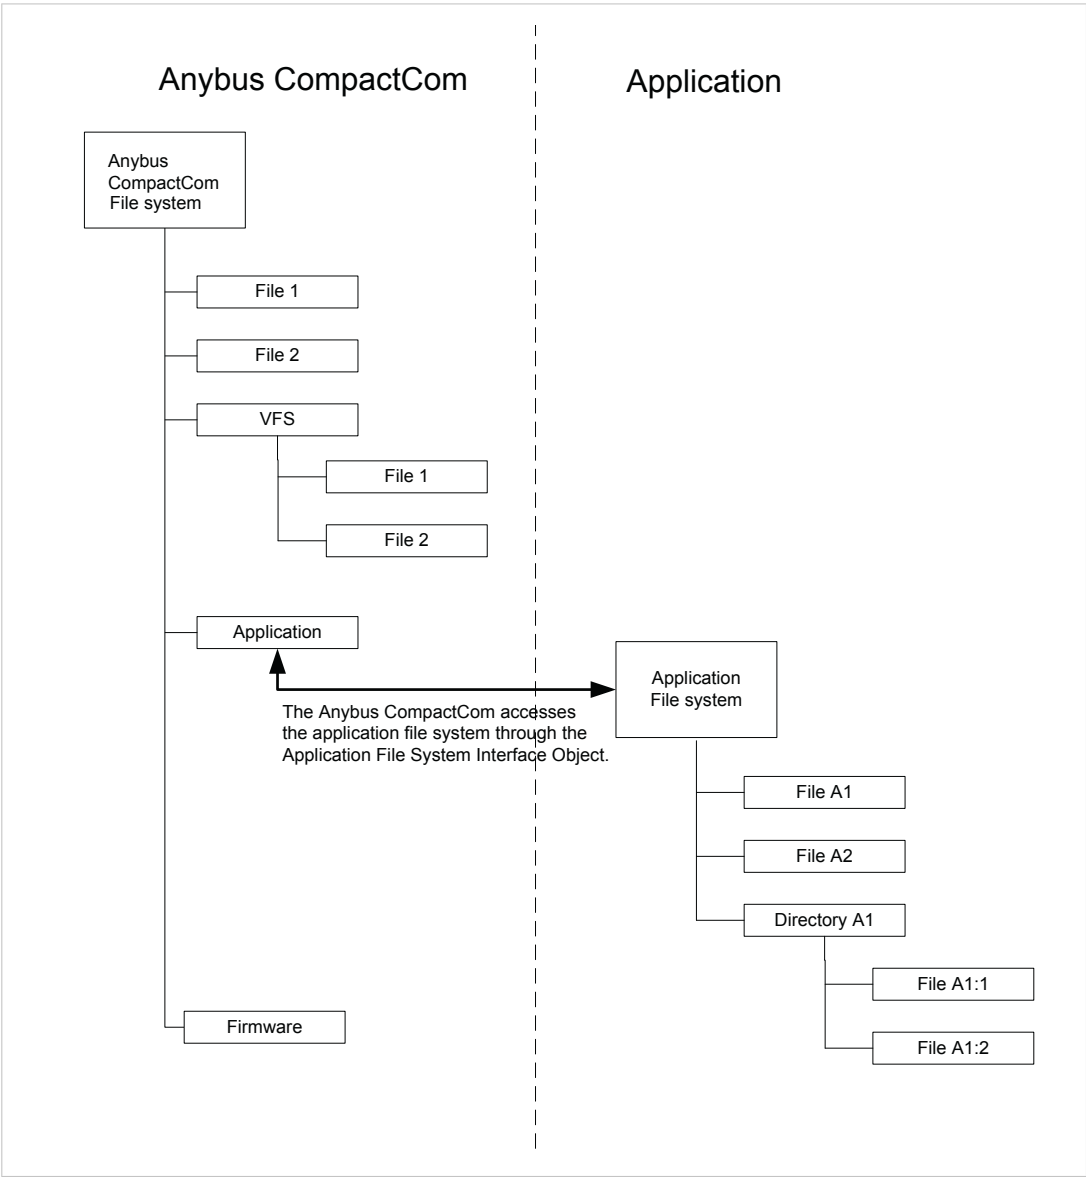 Anybus CompactCom
Application
Anybus
CompactCom
File system
File 1
File 2
VFS
File 1
File 2
Application
The Anybus CompactCom accesses
the application file system through the
Application File System Interface Object.
Application
File system
File A1
File A2
Directory A1
File A1:1
File A1:2
Firmware